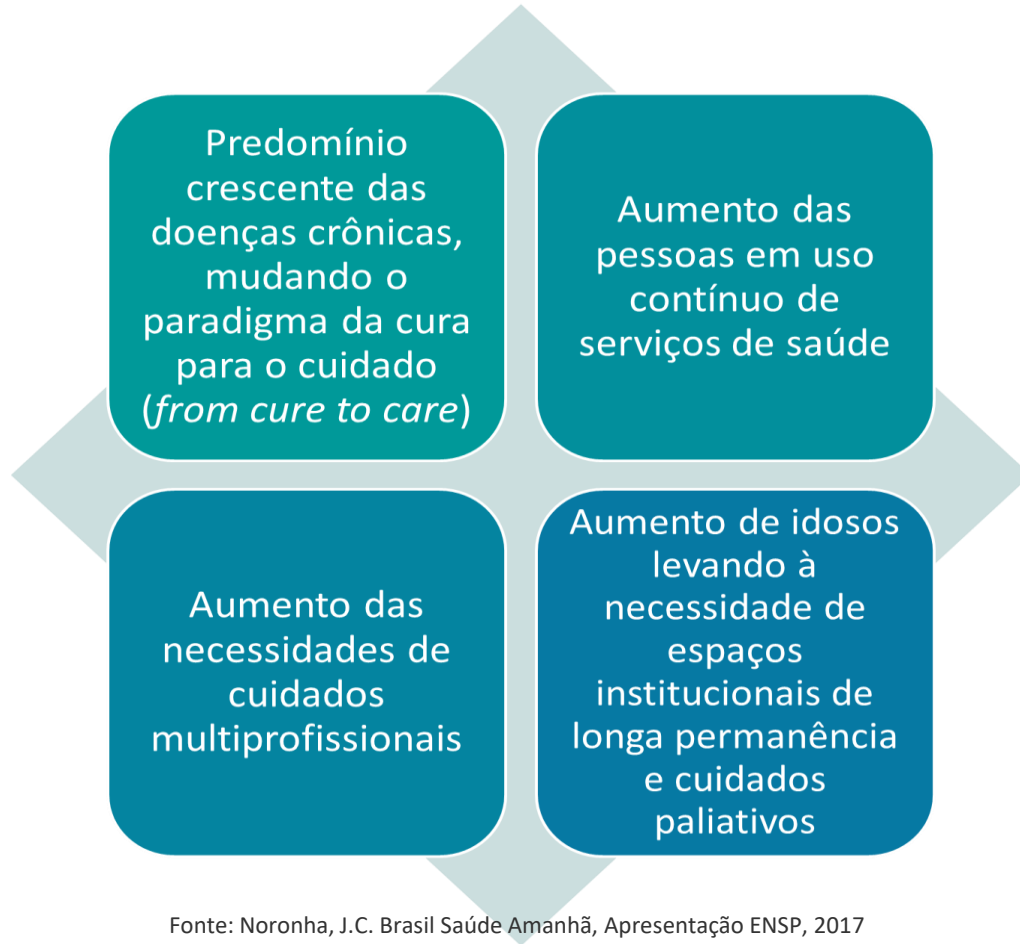 Predomínio
crescente das
doenças crônicas,
mudando o
paradigma da cura
para o cuidado
(from cure to care)
Aumento das
pessoas em uso
contínuo de
serviços de saúde
Aumento das
necessidades de
cuidados
multiprofissionais
Aumento de idosos
levando à
necessidade de
espaços
institucionais de
longa permanência
e cuidados
paliativos
Fonte: Noronha, J.C. Brasil Saúde Amanhã, Apresentação ENSP, 2017